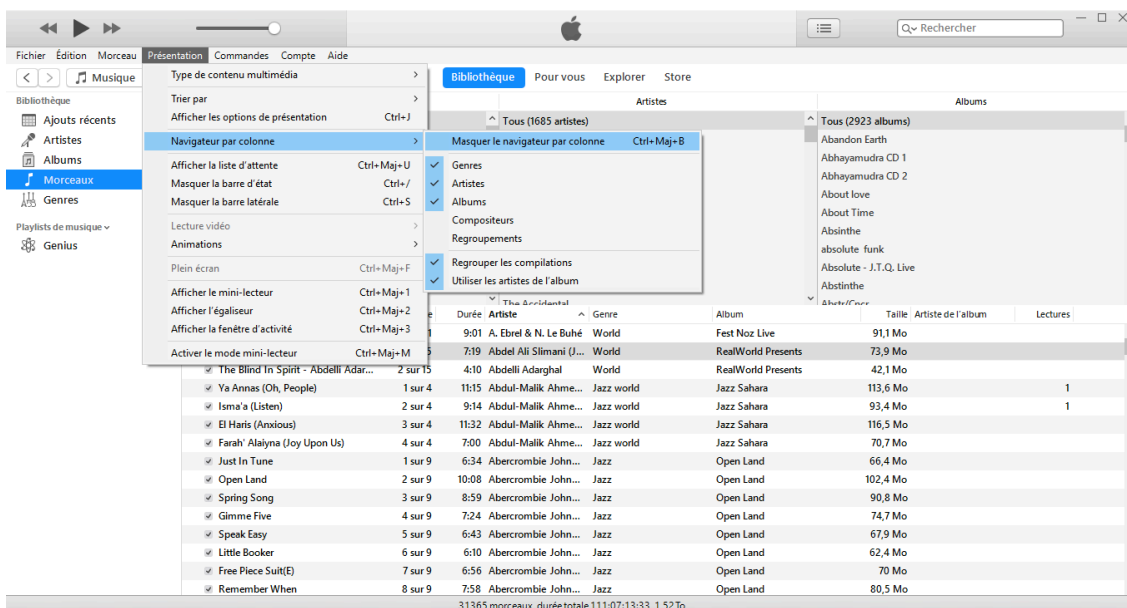 Rechercher
Fichier Édition Morceau Présentation Commandes Compte Aide
Musique
Bibliothèque Pour vous Explorer Store
Bibliothèque
Ajouts récents
Artistes
Albums
Morceaux
Genres
Playlists de musique
Genius
Type de contenu multimédia
Trier par
Afficher les options de présentation Ctrl+J
Navigateur par colonne
Afficher la liste d'attente Ctrl+Maj+U
Masquer la barre d'état Ctrl+/
Masquer la barre latérale Ctrl+S
Lecture vidéo
Animations
Plein écran Ctrl+Maj+F
Afficher le mini-lecteur Ctrl+Maj+1
Afficher l'égaliseur Ctrl+Maj+2
Afficher la fenêtre d'activité Ctrl+Maj+3
Activer le mode mini-lecteur Ctrl+Maj+M
Masquer le navigateur par colonne Ctrl+Maj+B
Genres
Artistes
Albums
Compositeurs
Regroupements
Regrouper les compilations
Utiliser les artistes de l'album
Artistes
Tous (1685 artistes)
The Accidental
Albums
Tous (2923 albums)
Abandon Earth
Abhayamudra CD 1
Abhayamudra CD 2
About love
About Time
Absinthe
absolute funk
Absolute - J.T.Q. Live
Abstinthe
Abstr/Cncr
Durée Artiste Genre Album Taille Artiste de l'album Lectures
9:01 A. Ebrel & N. Le Buhé World Fest Noz Live 91,1 Mo
7:19 Abdel Ali Slimani (J... World RealWorld Presents 73,9 Mo
The Blind In Spirit - Abdelli Adar... 2 sur 15 4:10 Abdelli Adarghal World RealWorld Presents 42,1 Mo
Ya Annas (Oh, People) 1 sur 4 11:15 Abdul-Malik Ahme... Jazz world Jazz Sahara 113,6 Mo 1
Isma'a (Listen) 2 sur 4 9:14 Abdul-Malik Ahme... Jazz world Jazz Sahara 93,4 Mo 1
El Haris (Anxious) 3 sur 4 11:32 Abdul-Malik Ahme... Jazz world Jazz Sahara 116,5 Mo
Farah' Alaiyna (Joy Upon Us) 4 sur 4 7:00 Abdul-Malik Ahme... Jazz world Jazz Sahara 70,7 Mo
Just In Tune 1 sur 9 6:34 Abercrombie John... Jazz Open Land 66,4 Mo
Open Land 2 sur 9 10:08 Abercrombie John... Jazz Open Land 102,4 Mo
Spring Song 3 sur 9 8:59 Abercrombie John... Jazz Open Land 90,8 Mo
Gimme Five 4 sur 9 7:24 Abercrombie John... Jazz Open Land 74,7 Mo
Speak Easy 5 sur 9 6:43 Abercrombie John... Jazz Open Land 67,9 Mo
Little Booker 6 sur 9 6:10 Abercrombie John... Jazz Open Land 62,4 Mo
Free Piece Suit(E) 7 sur 9 6:56 Abercrombie John... Jazz Open Land 70 Mo
Remember When 8 sur 9 7:58 Abercrombie John... Jazz Open Land 80,5 Mo
31365 morceaux, durée totale 111:07:13:33, 1,52 To